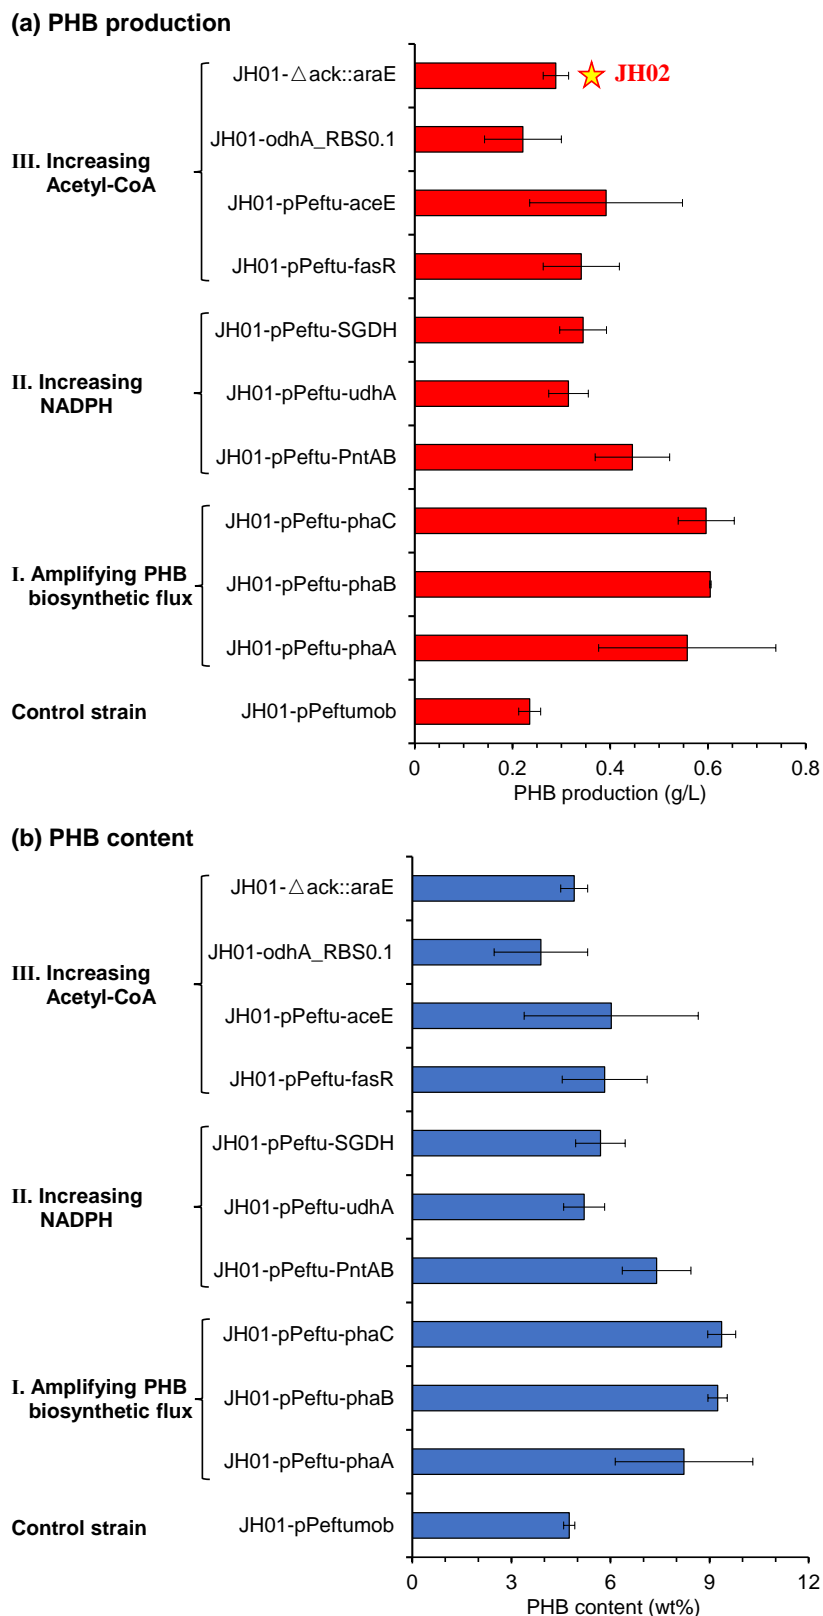 (a) PHB production
JH01-△ack::araE
JH02
JH01-odhA_RBS0.1
III. Increasing
Acetyl-CoA
JH01-pPeftu-aceE
JH01-pPeftu-fasR
JH01-pPeftu-SGDH
II. Increasing
NADPH
JH01-pPeftu-udhA
JH01-pPeftu-PntAB
JH01-pPeftu-phaC
I. Amplifying PHB
biosynthetic flux
JH01-pPeftu-phaB
JH01-pPeftu-phaA
Control strain
JH01-pPeftumob
0 0.2 0.4 0.6 0.8
PHB production (g/L)
(b) PHB content
JH01-△ack::araE
JH01-odhA_RBS0.1
III. Increasing
Acetyl-CoA
JH01-pPeftu-aceE
JH01-pPeftu-fasR
JH01-pPeftu-SGDH
II. Increasing
NADPH
JH01-pPeftu-udhA
JH01-pPeftu-PntAB
JH01-pPeftu-phaC
I. Amplifying PHB
biosynthetic flux
JH01-pPeftu-phaB
JH01-pPeftu-phaA
Control strain
JH01-pPeftumob
0 3 6 9 12
PHB content (wt%)